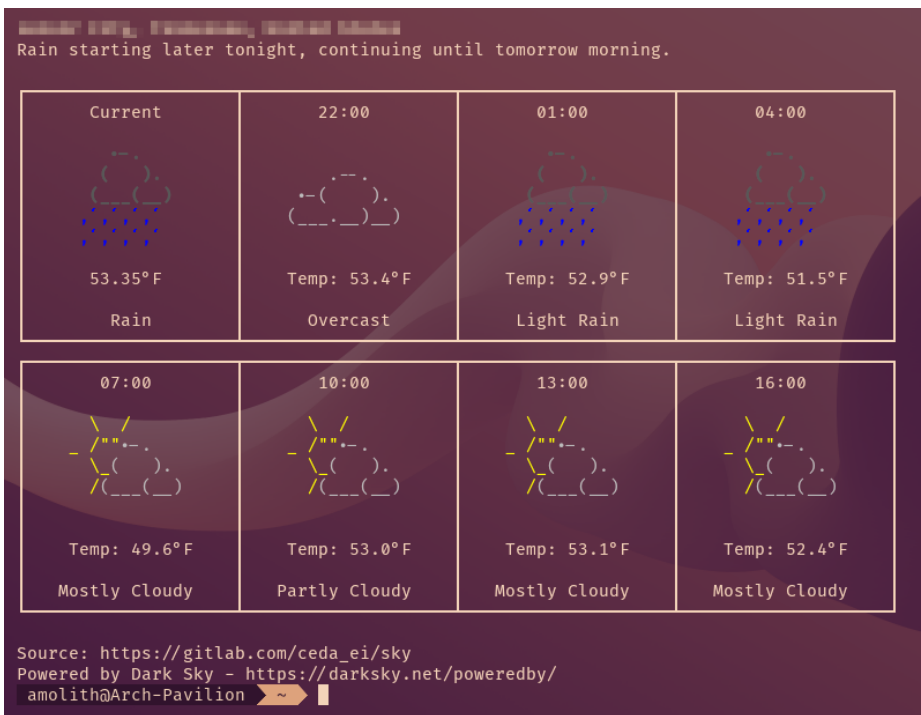 Rain starting later tonight, continuing until tomorrow morning.
Current 22:00 01:00 04:00
53.35°F Temp: 53.4°F Temp: 52.9°F Temp: 51.5°F
Rain Overcast Light Rain Light Rain
07:00 10:00 13:00 16:00
Temp: 49.6°F Temp: 53.0°F Temp: 53.1°F Temp: 52.4°F
Mostly Cloudy Partly Cloudy Mostly Cloudy Mostly Cloudy
Source: https://gitlab.com/ceda_ei/sky
Powered by Dark Sky - https://darksky.net/poweredby/
amolith@Arch-Pavilion ~